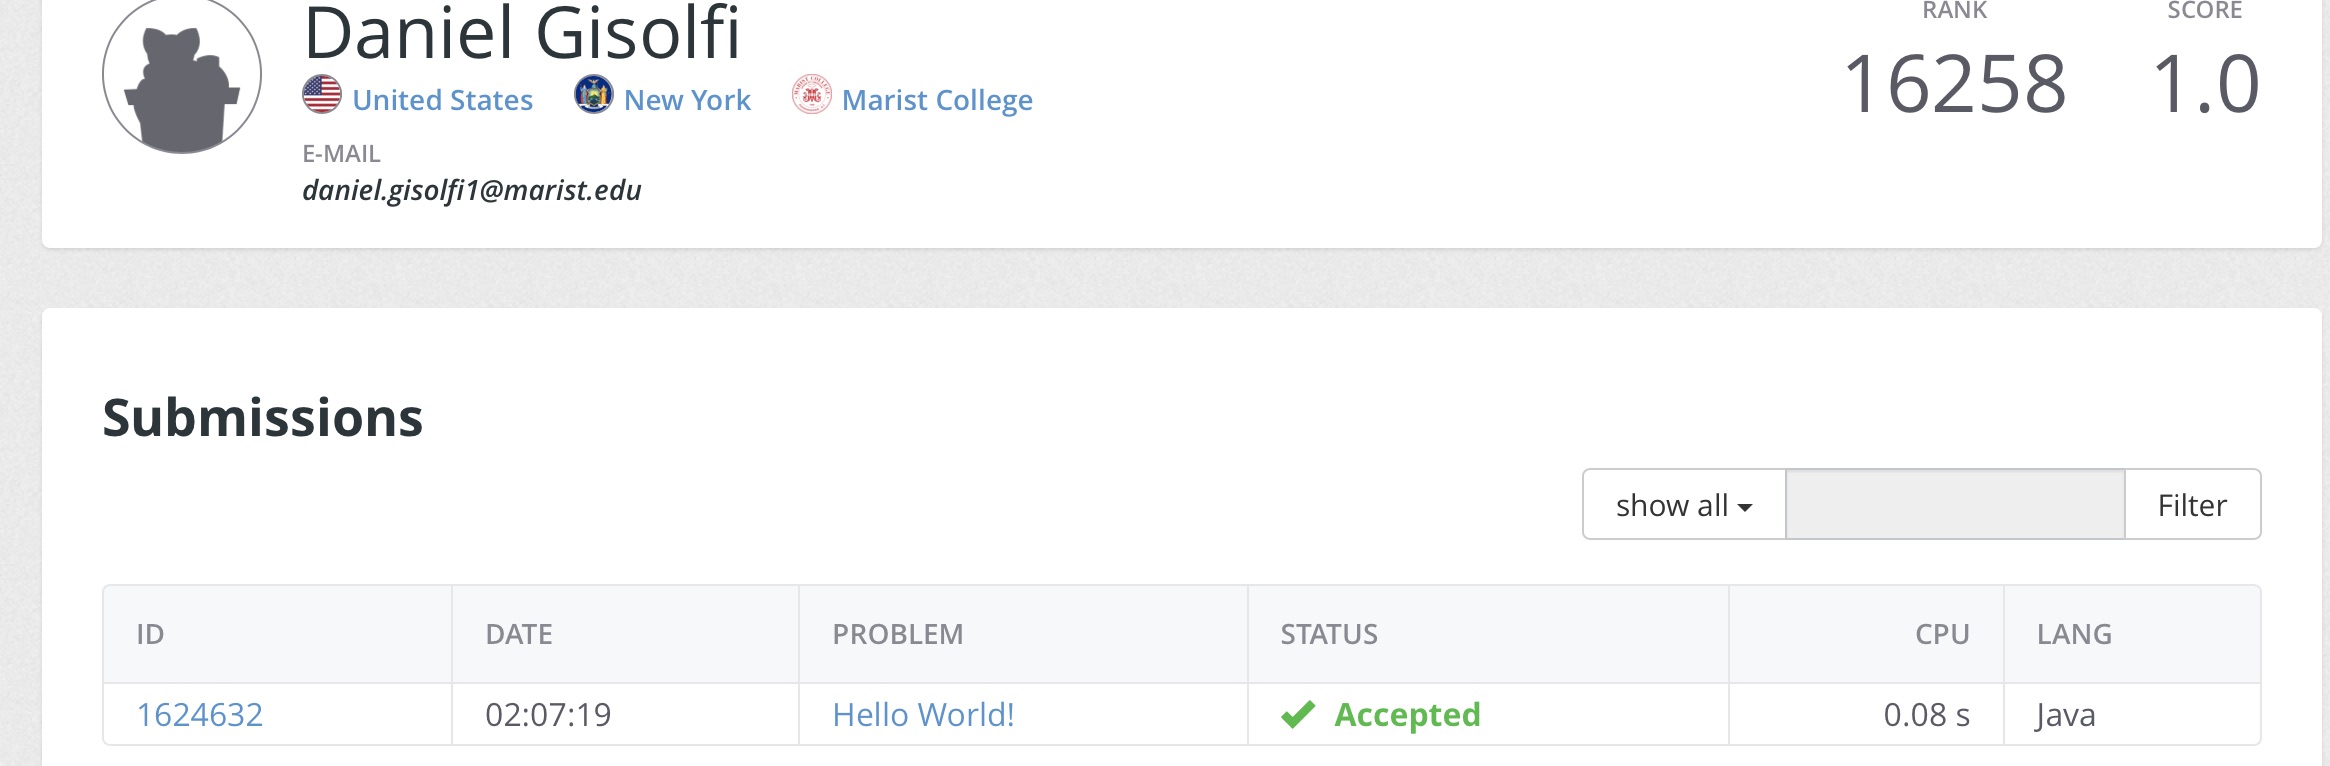 Daniel Gisolfi
RANK
SCORE
16258
1.0
United States New York Marist College
E-MAIL
daniel.gisolfi1@marist.edu
Submissions
show all Filter
ID DATE PROBLEM STATUS CPU LANG
1624632 02:07:19 Hello World! Accepted 0.08 s Java